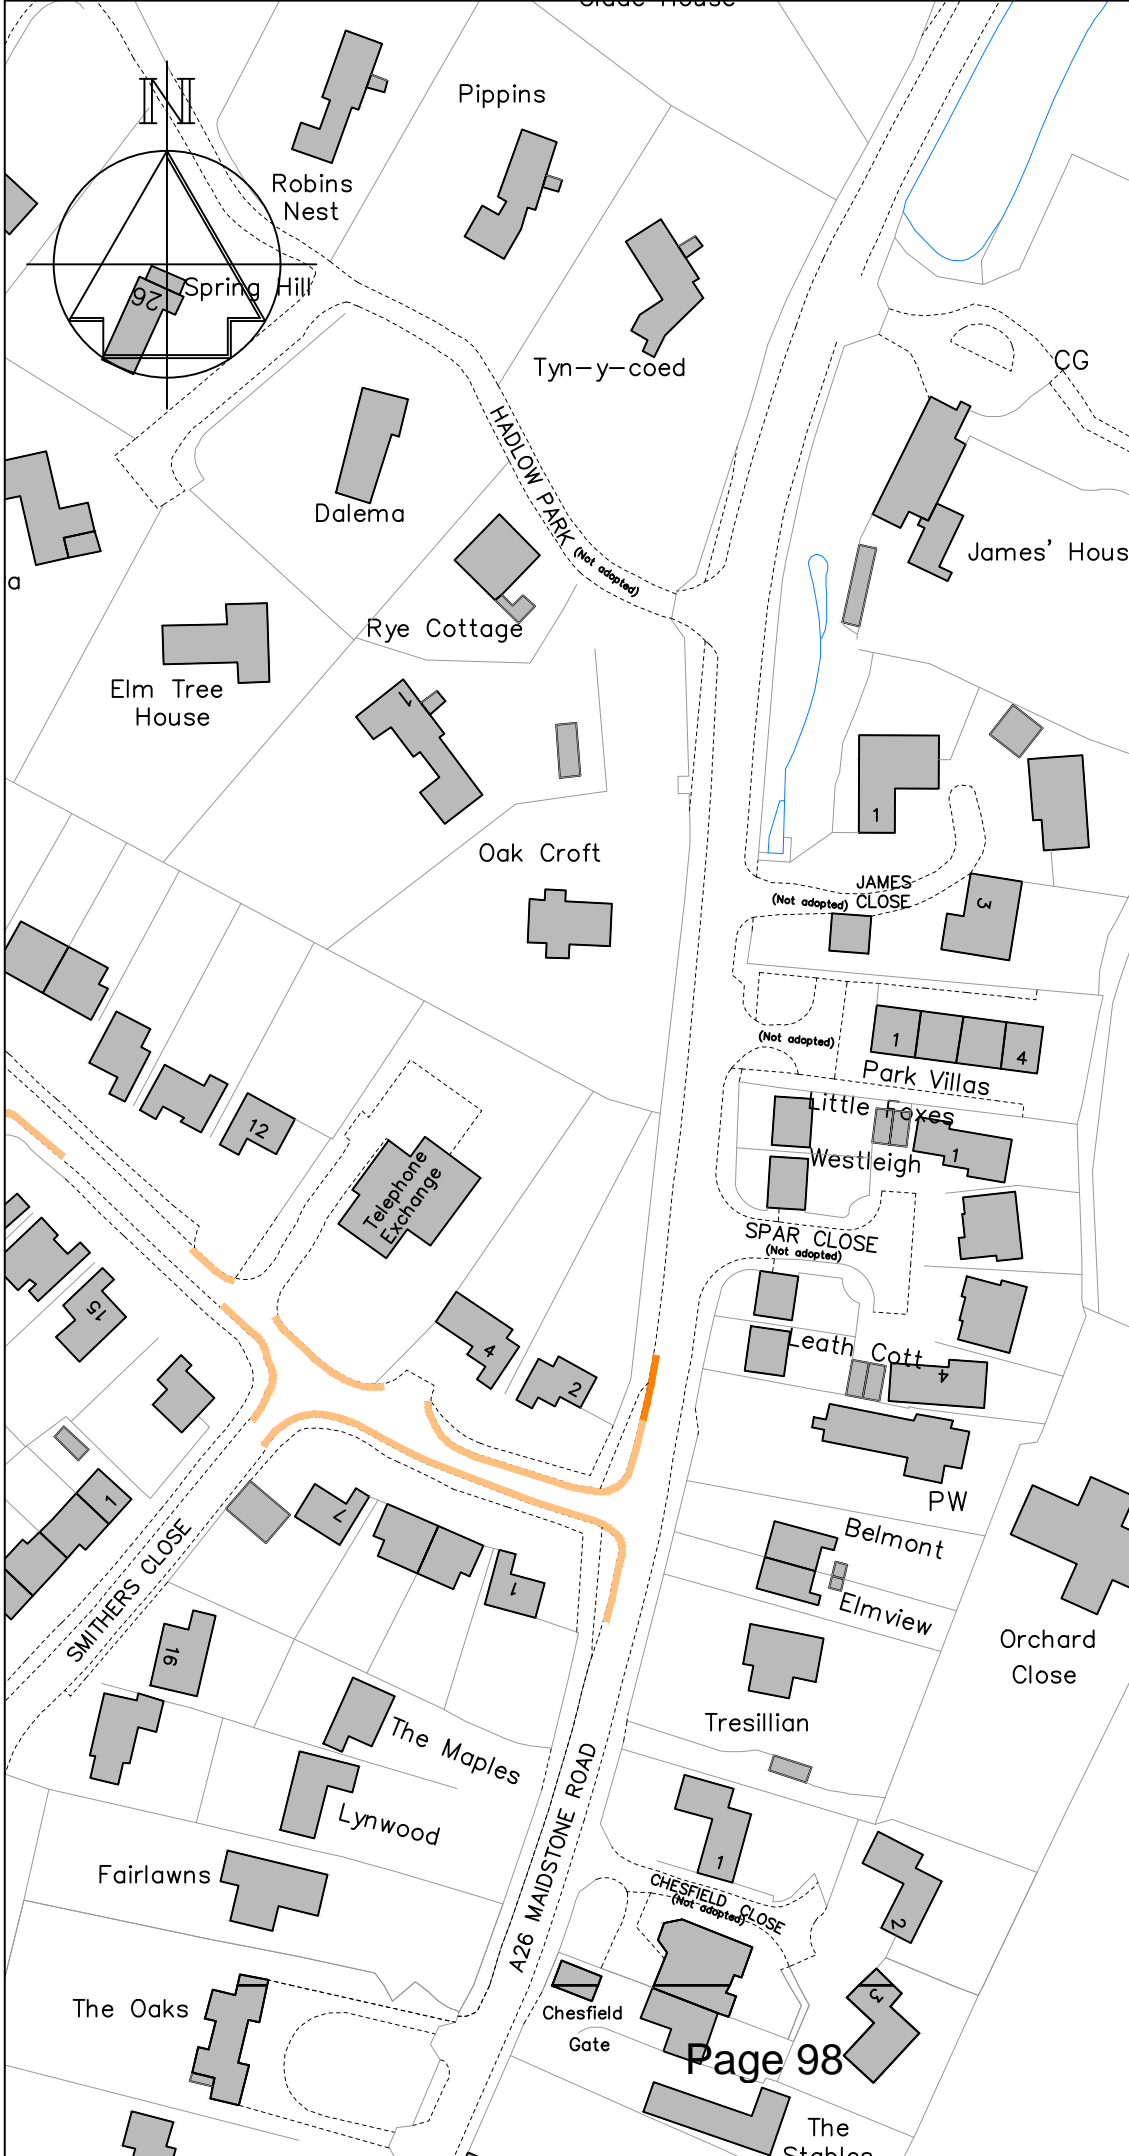 Slade House
N
Pippins
Robins
Nest
26
Spring Hill
Tyn-y-coed
CG
HADLOW PARK
(Not adopted)
Dalema
James' Hous
a
Rye Cottage
Elm Tree
House
1
1
Oak Croft
JAMES
CLOSE
(Not adopted)
3
(Not adopted)
1
4
Park Villas
Little Foxes
12
1
Westleigh
Telephone
Exchange
SPAR CLOSE
(Not adopted)
15
4
2
Leath Cott
4
PW
1
7
1
Belmont
Elmview
SMITHERS CLOSE
16
Orchard
Close
Tresillian
The Maples
Lynwood
A26 MAIDSTONE ROAD
Fairlawns
1
CHESFIELD CLOSE
(Not adopted)
2
The Oaks
3
Chesfield
Gate
Page 98
The
Stables